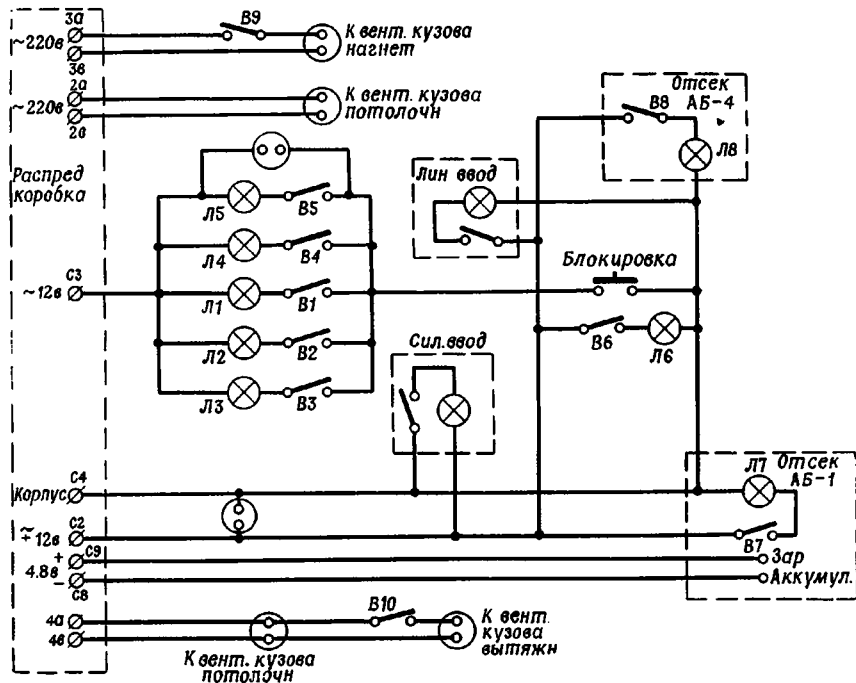 3а
~220в
3в
В9
К вент. кузова
нагнет
2а
~220в
2в
К вент. кузова
потолочн
Отсек
АБ-4
В8
Л8
Распред
коробка
Лин ввод
Л5
В5
Л4
В4
Блокировка
С3
~12в
Л1
В1
Л2
В2
В6
Л6
Сил.ввод
Л3
В3
С4
Корпус
Л7
Отсек
АБ-1
С2
~
+ 12в
В7
+
С9
4.8в
−
С8
Зар
Аккумул.
4а
4в
В10
К вент.
кузова
вытяжн
К вент. кузова
потолочн